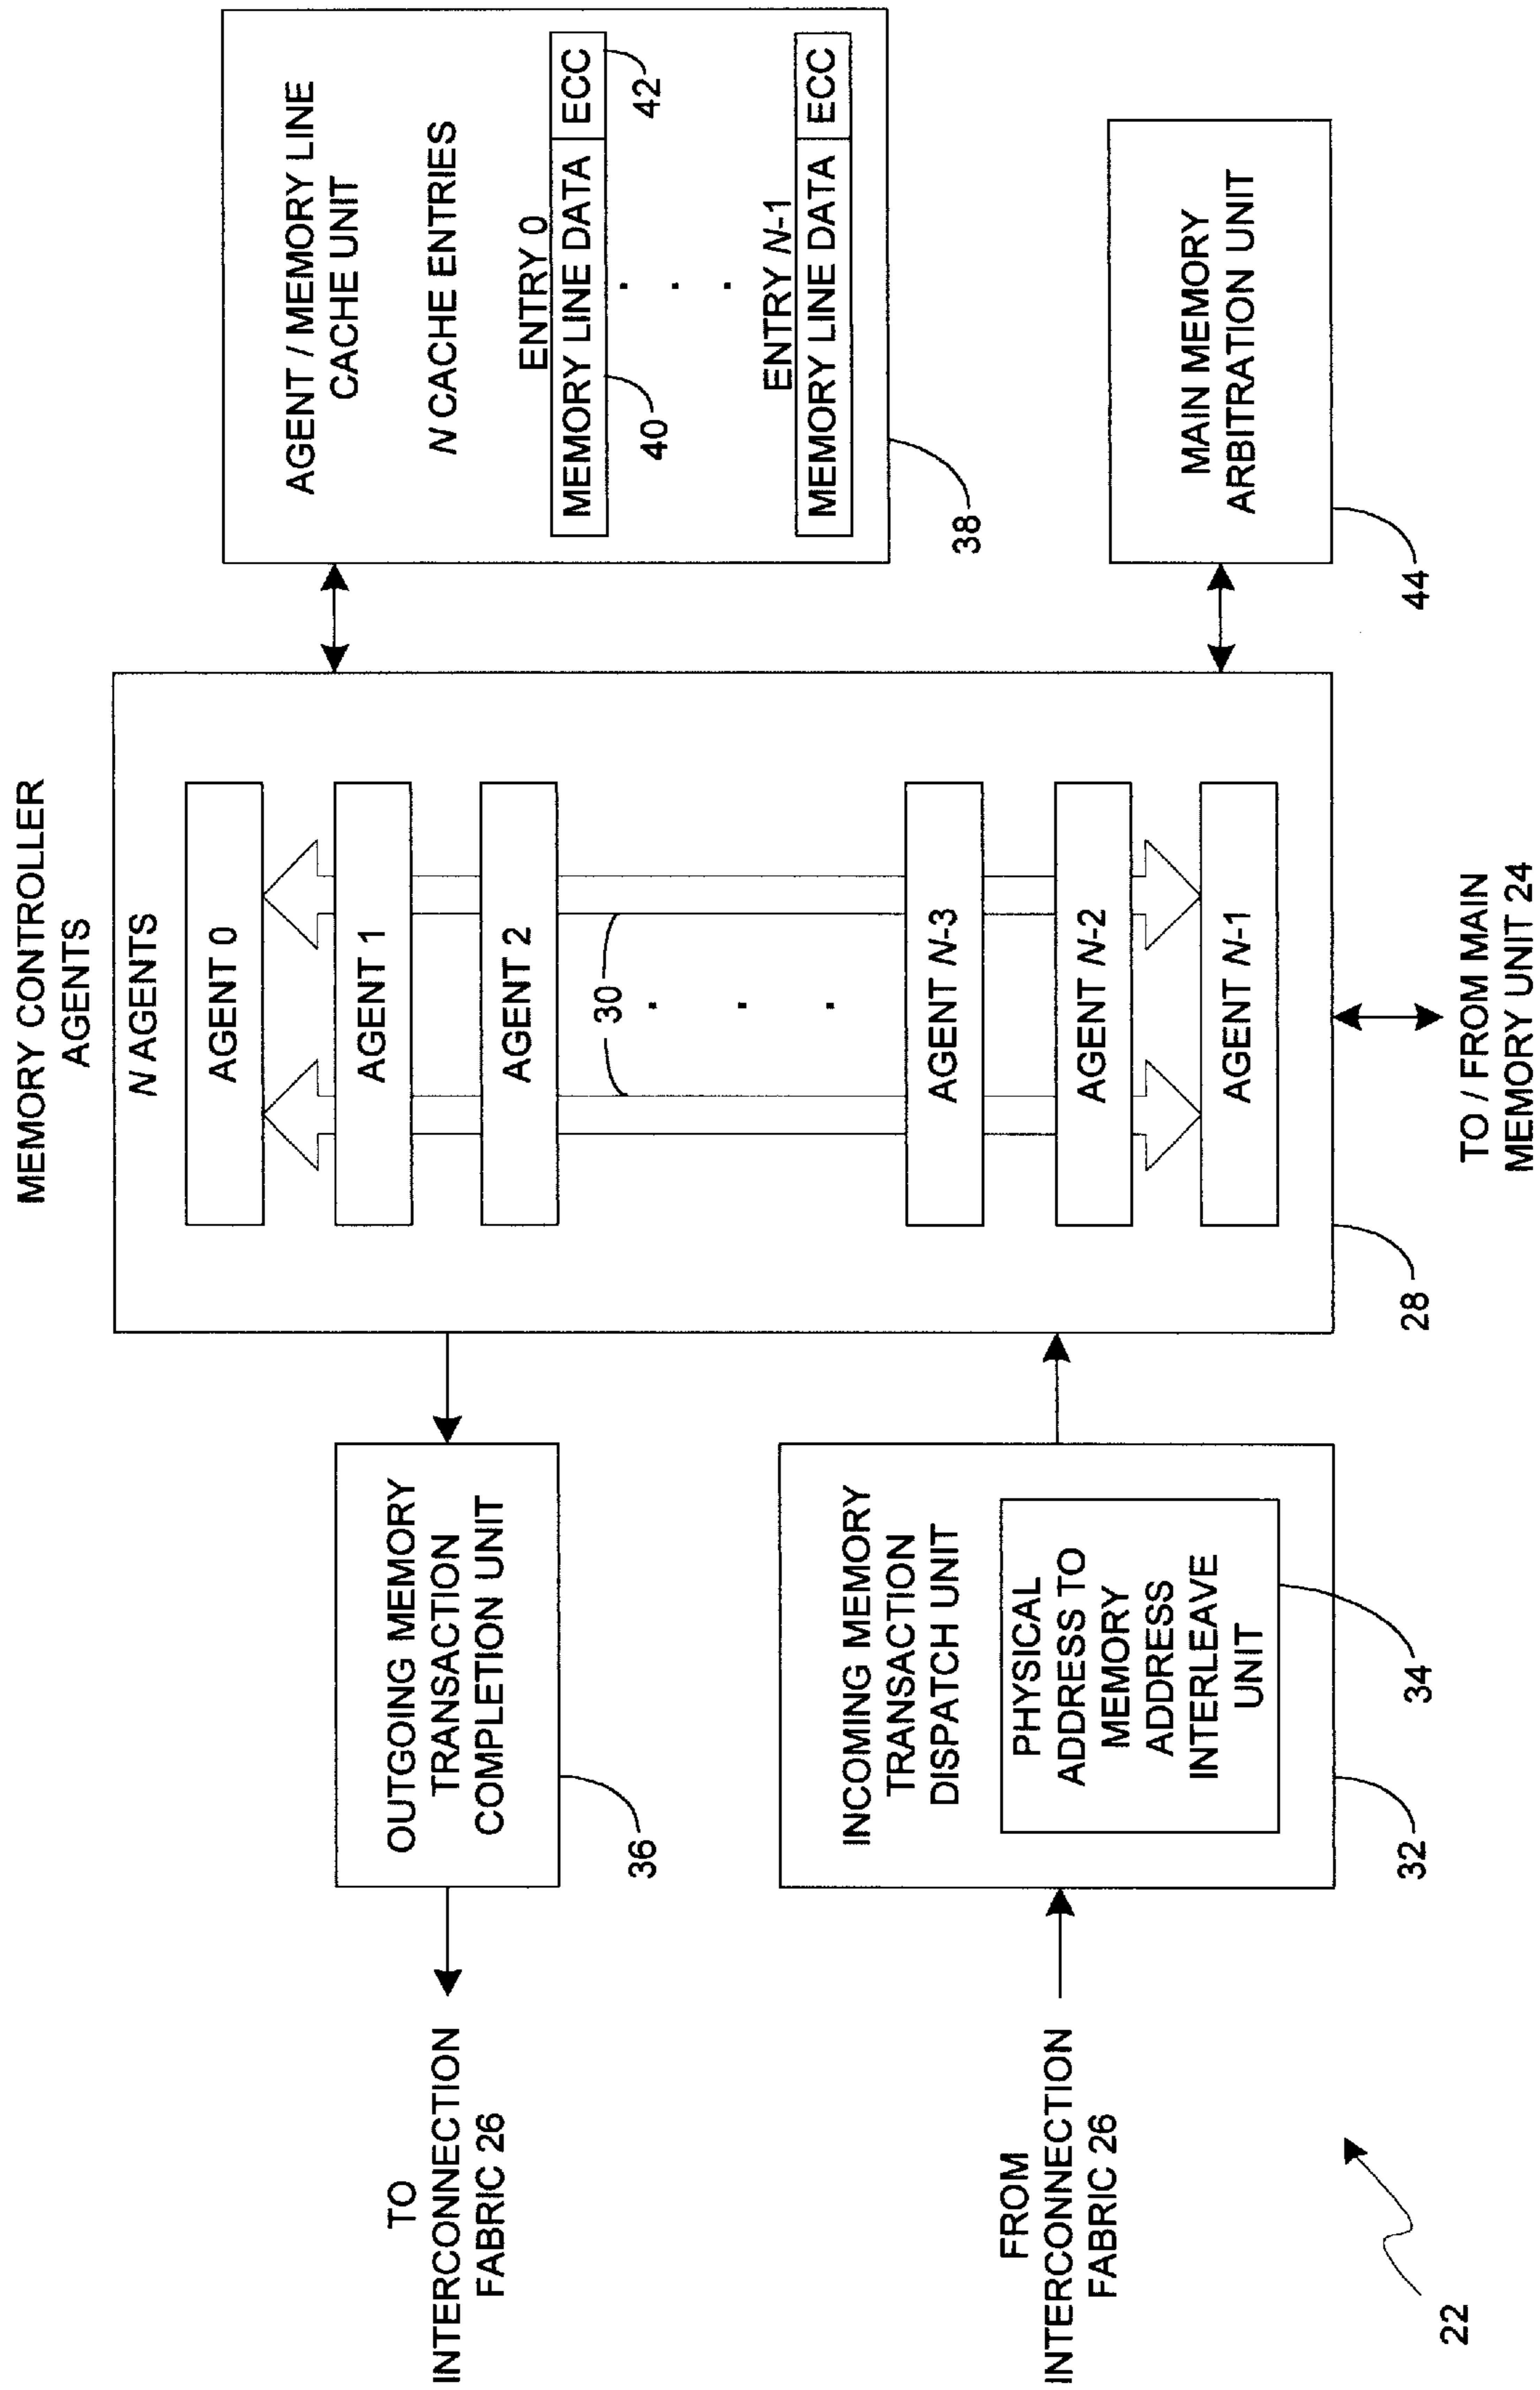 MEMORY CONTROLLER
AGENTS
N AGENTS
AGENT 0
AGENT 1
AGENT 2
30
AGENT N-3
AGENT N-2
AGENT N-1
28
TO / FROM MAIN
MEMORY UNIT 24
TO
INTERCONNECTION
FABRIC 26
OUTGOING MEMORY
TRANSACTION
COMPLETION UNIT
36
FROM
INTERCONNECTION
FABRIC 26
INCOMING MEMORY
TRANSACTION
DISPATCH UNIT
PHYSICAL
ADDRESS TO
MEMORY
ADDRESS
INTERLEAVE
UNIT
34
32
22
AGENT / MEMORY LINE
CACHE UNIT
N CACHE ENTRIES
ENTRY 0
MEMORY LINE DATA ECC
40
42
ENTRY N-1
MEMORY LINE DATA ECC
38
MAIN MEMORY
ARBITRATION UNIT
44